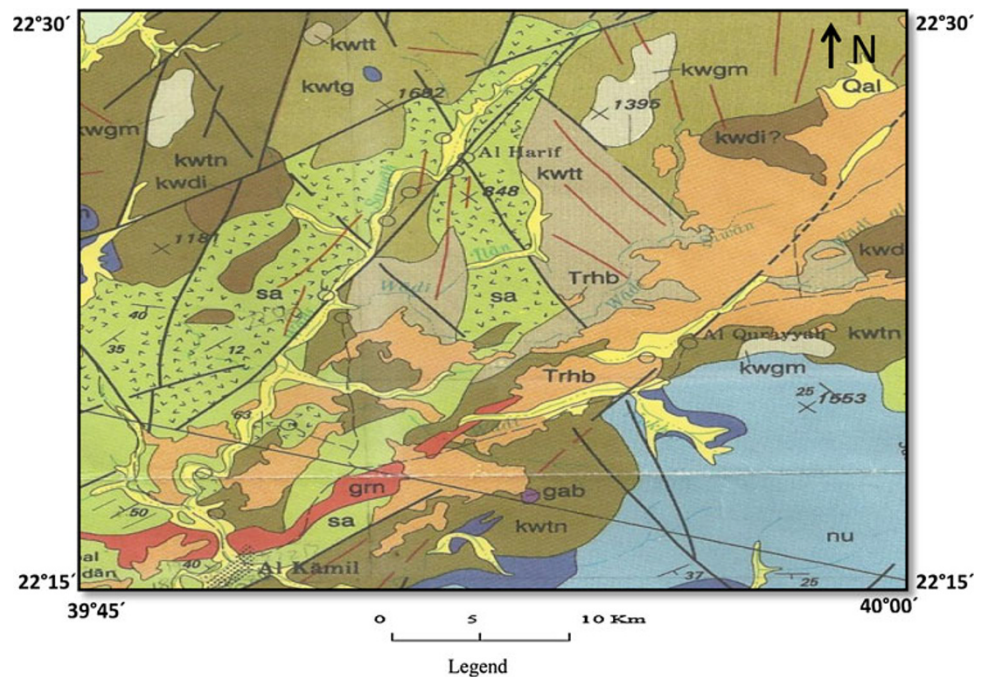 22°30´
22°30´
N
kwtt
kwtg
1682
kwgm
1395
Qal
kwgm
kwtn
kwdi
Al Harif
kwtt
848
kwdi?
1181
Wādi
Trhb
sa
sa
40
35
12
kwtn
Al Qurayyah
kwgm
Trhb
25
1553
63
grn
sa
gab
kwtn
nu
50
40
Al Kāmil
37
25
22°15´
22°15´
39°45´
40°00´
0 5 10 Km
Legend